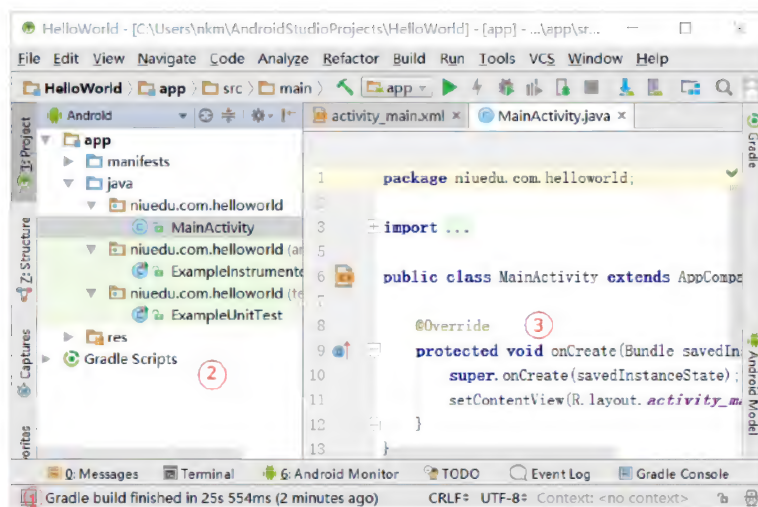 HelloWorld - [C:\Users\nkm\AndroidStudioProjects\HelloWorld] - [app] - ...\app\sr...
File Edit View Navigate Code Analyze Refactor Build Run Tools VCS Window Help
HelloWorld app src main app
1: Project
Android
activity_main.xml × MainActivity.java ×
Gradle
app
manifests
java
niuedu.com.helloworld
MainActivity
niuedu.com.helloworld (an
ExampleInstrumente
niuedu.com.helloworld (te
ExampleUnitTest
res
Gradle Scripts
②
Z: Structure
Captures
1 package niuedu.com.helloworld;
2
3 import ...
5
6 public class MainActivity extends AppCompa
7
8 @Override ③
9 protected void onCreate(Bundle savedIn
10 super.onCreate(savedInstanceState);
11 setContentView(R.layout.activity_ma
12 }
13 }
Android Model
0: Messages Terminal 6: Android Monitor TODO Event Log Gradle Console
Gradle build finished in 25s 554ms (2 minutes ago) CRLF÷ UTF-8÷ Context: <no context>